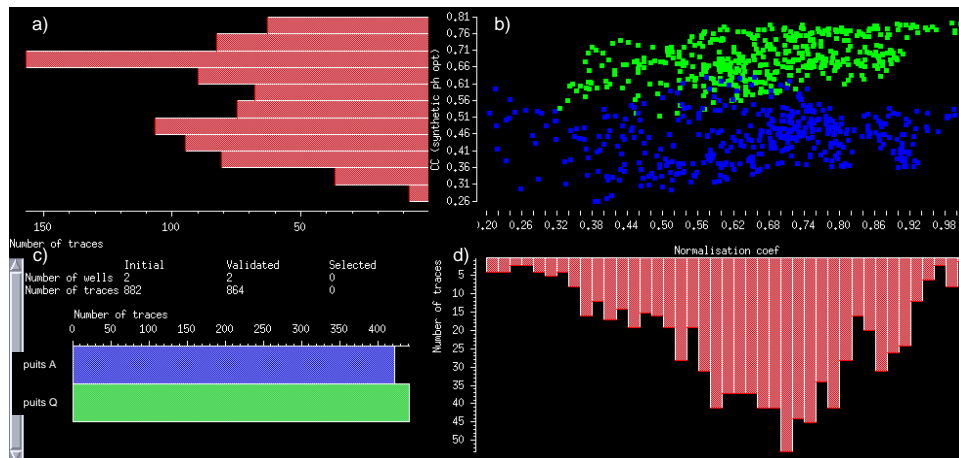 a)
0.81
0.76
0.71
0.66
0.61
0.56
0.51
0.46
0.41
0.36
0.31
0.26
CC (synthetic ph opt)
150 100 50
Number of traces
b)
0.20 0.26 0.32 0.38 0.44 0.50 0.56 0.62 0.68 0.74 0.80 0.86 0.92 0.98
Normalisation coef
c)
Initial Validated Selected
Number of wells 2 2 0
Number of traces 882 864 0
Number of traces
0 50 100 150 200 250 300 350 400
puits A
puits Q
d)
Number of traces
5
10
15
20
25
30
35
40
45
50